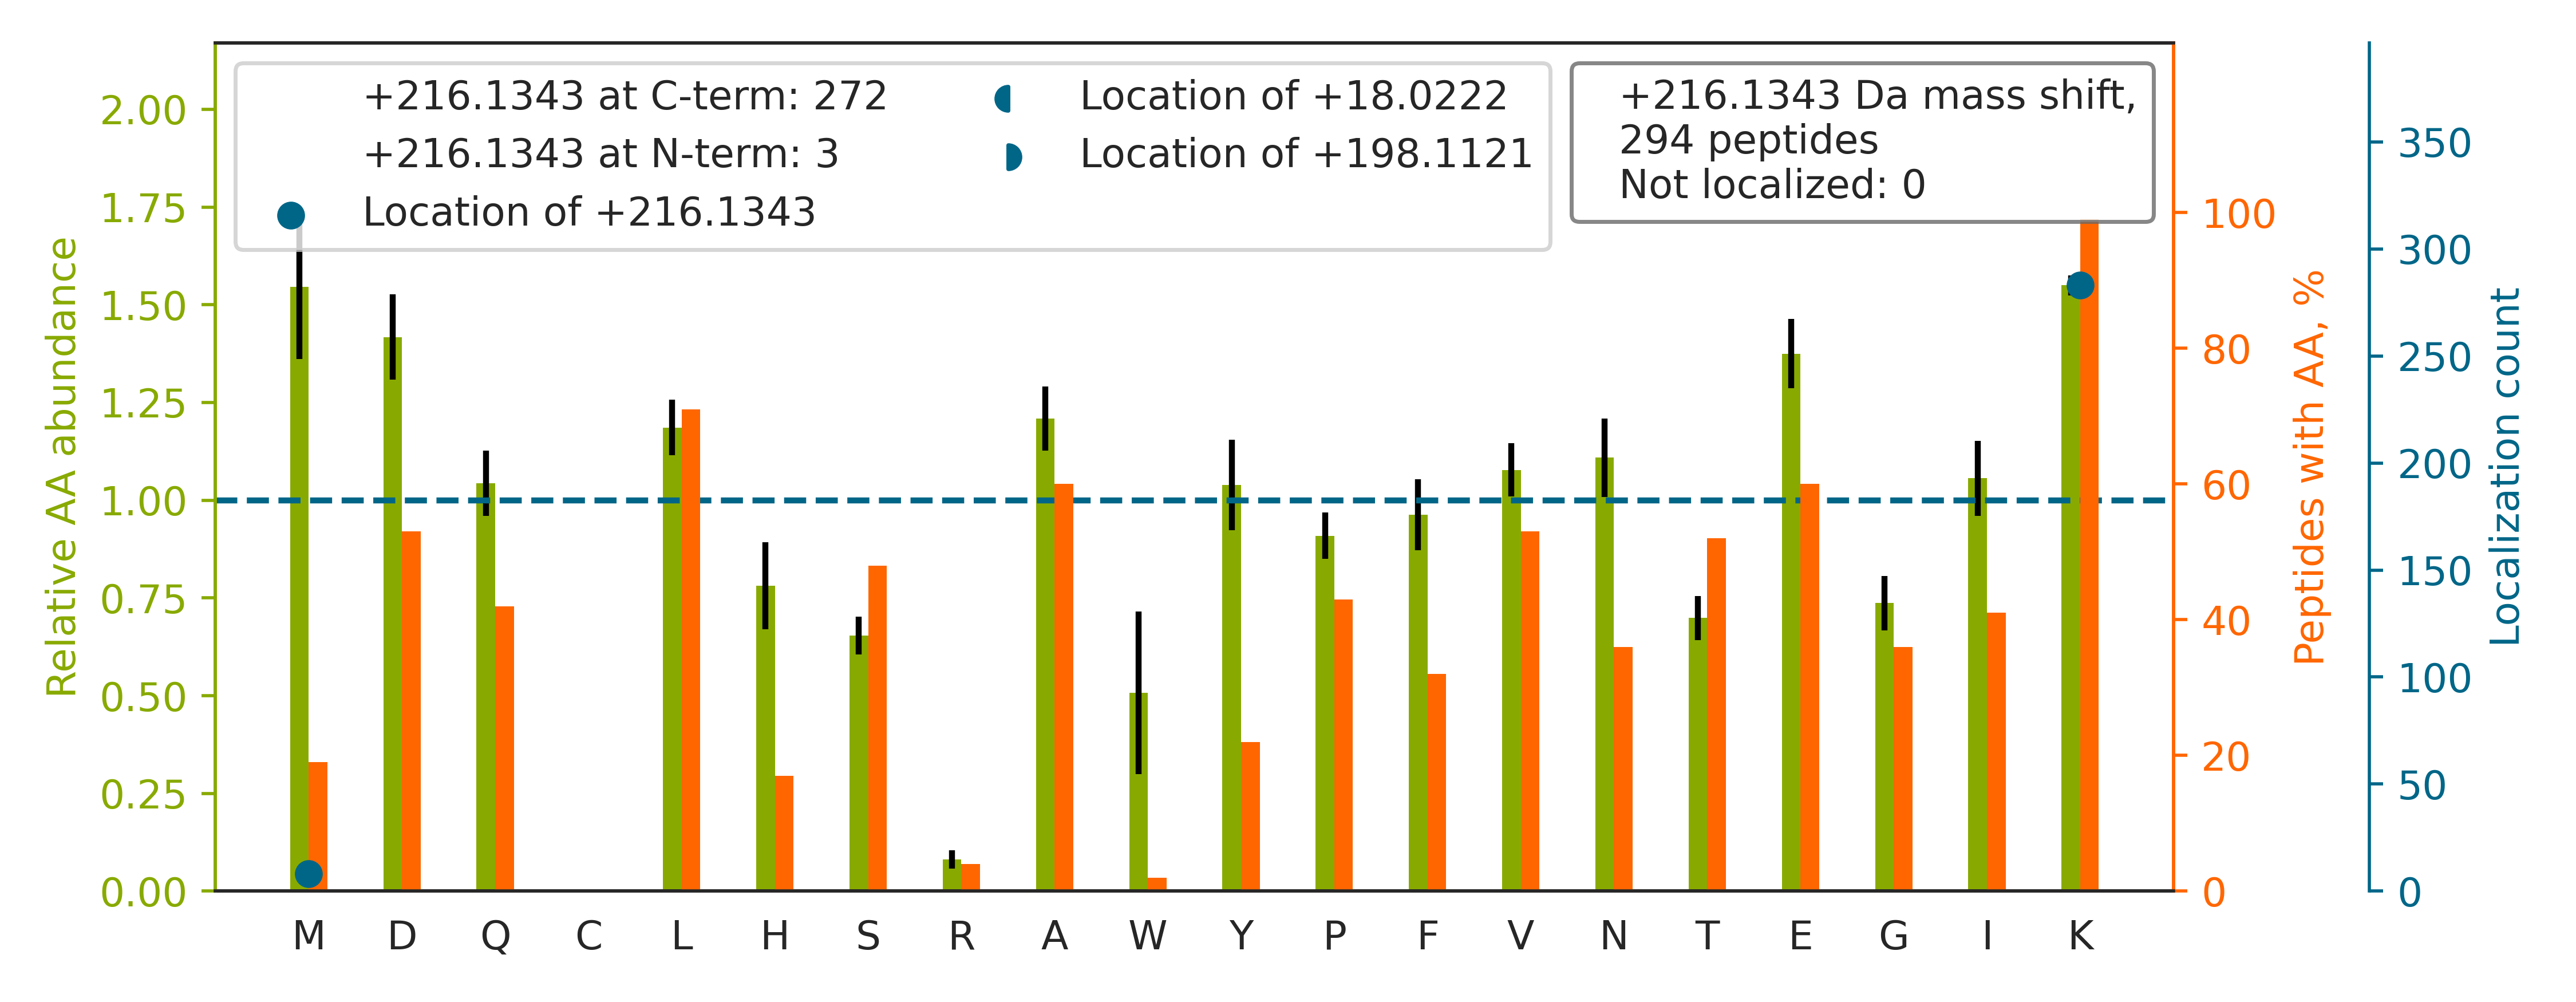 +216.1343 at C-term: 272
+216.1343 at N-term: 3
Location of +216.1343
Location of +18.0222
Location of +198.1121
+216.1343 Da mass shift,
294 peptides
Not localized: 0
Relative AA abundance
2.00
1.75
1.50
1.25
1.00
0.75
0.50
0.25
0.00
M D Q C L H S R A W Y P F V N T E G I K
100
80
60
40
20
0
Peptides with AA, %
350
300
250
200
150
100
50
0
Localization count